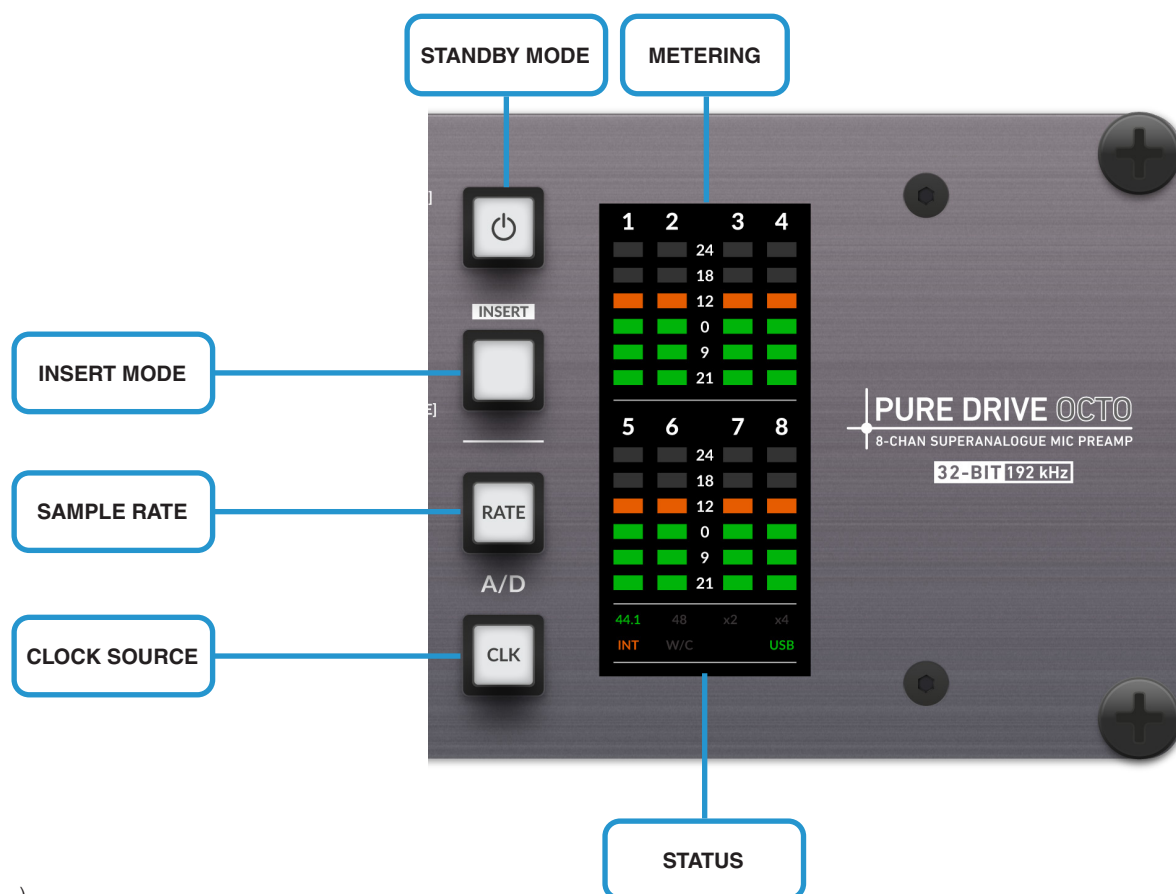 STANDBY MODE
METERING
]
1 2 3 4
24
18
INSERT
12
0
INSERT MODE
9
21
E]
PURE DRIVE OCTO
5 6 7 8
8-CHAN SUPERANALOGUE MIC PREAMP
24
32-BIT 192 kHz
18
SAMPLE RATE
RATE
12
0
9
A/D
21
44.1 48 x2 x4
INT W/C USB
CLOCK SOURCE
CLK
STATUS
)